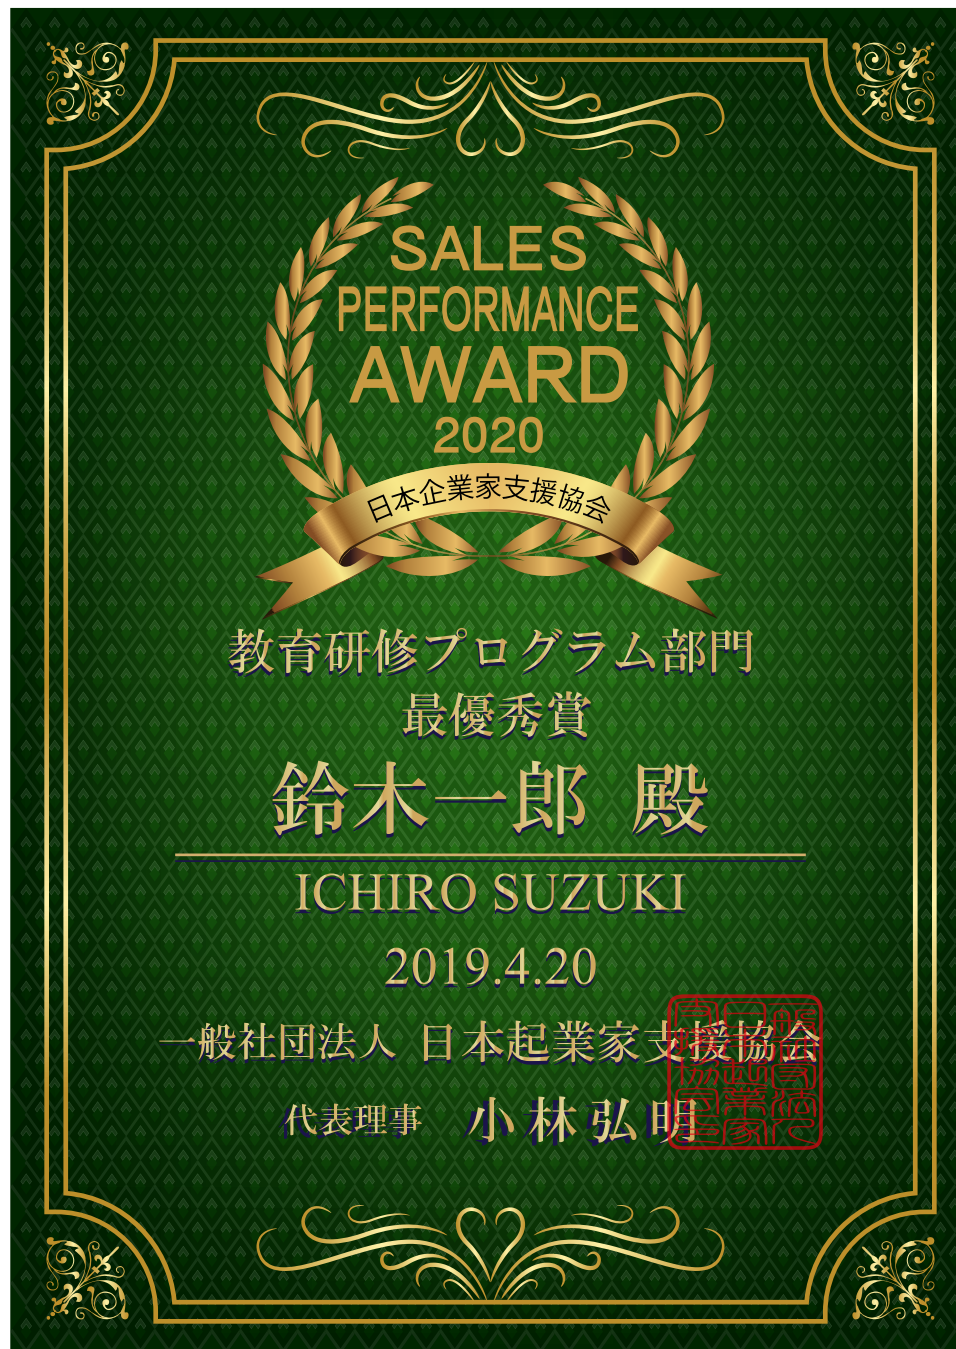 SALES
PERFORMANCE
AWARD
2020
日本企業家支援協会
教育研修プログラム部門
最優秀賞
鈴木一郎 殿
ICHIRO SUZUKI
2019.4.20
一般社団法人 日本起業家支援協会
代表理事 小林弘明